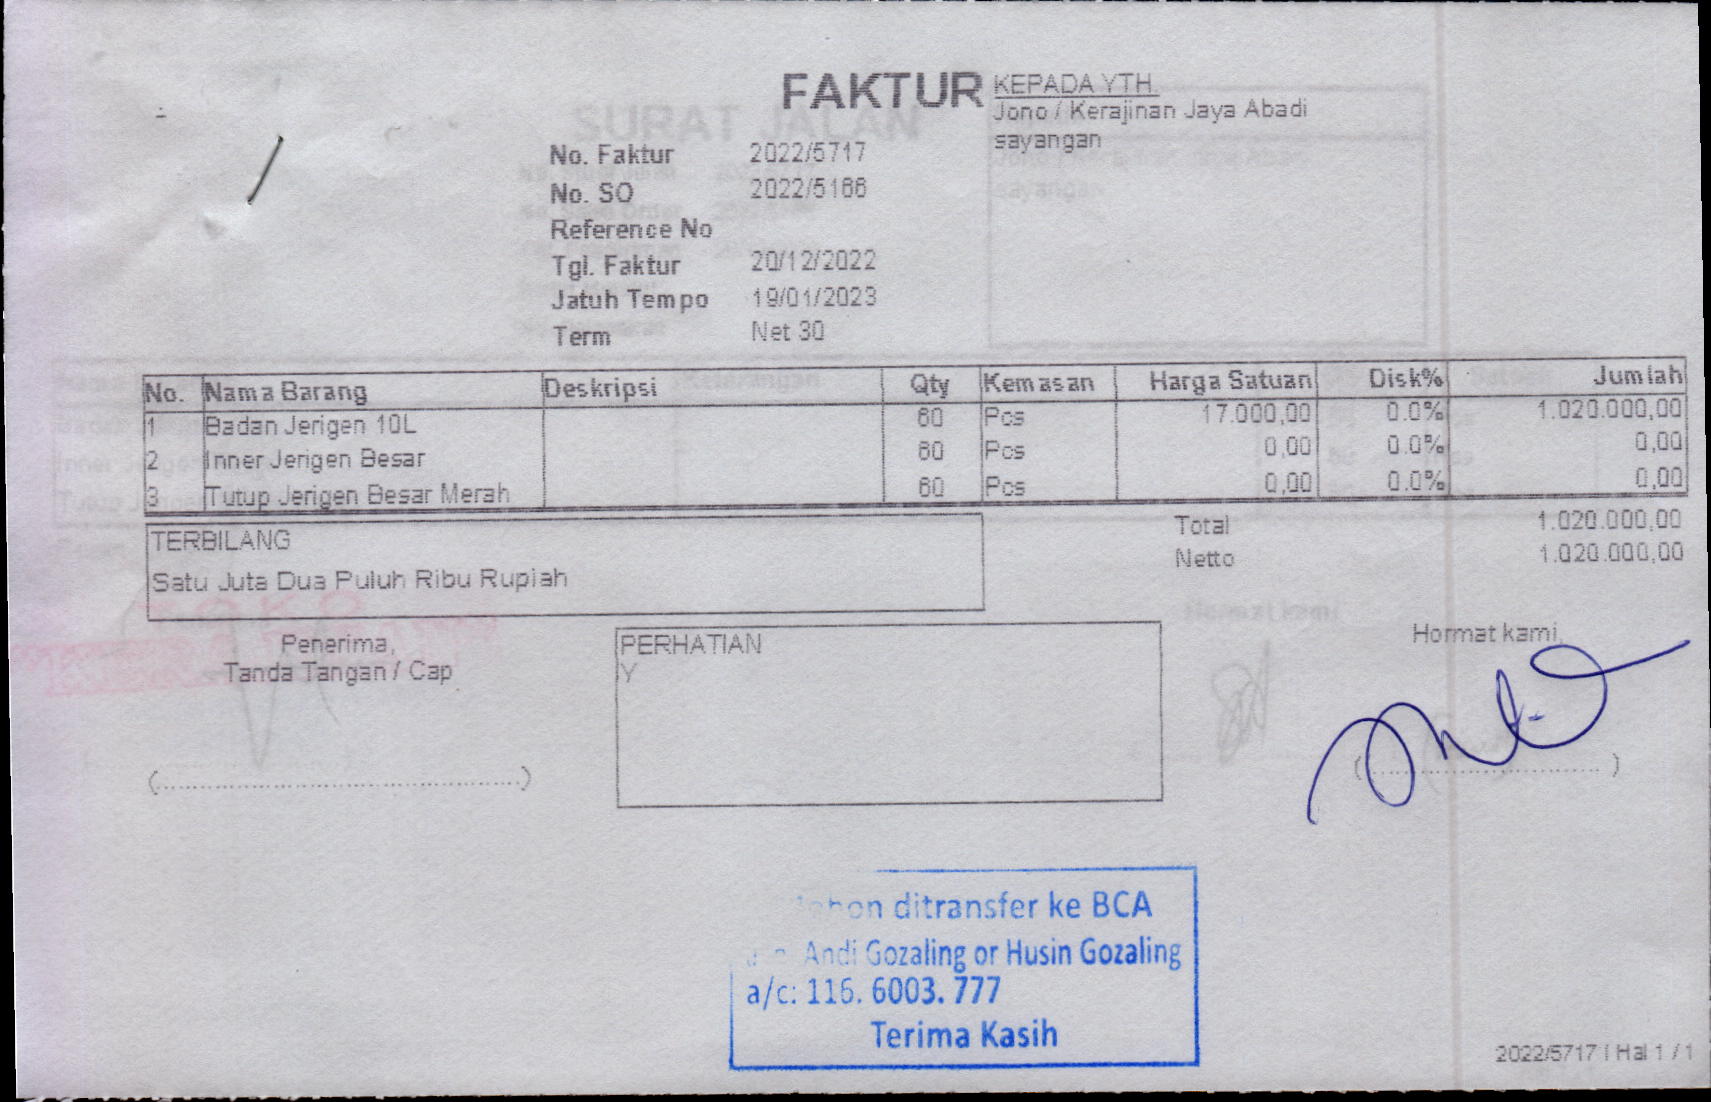 FAKTUR
KEPADA YTH.
Jono / Kerajinan Jaya Abadi
sayangan
No. Faktur 2022/5717
No. SO 2022/5166
Reference No
Tgl. Faktur 20/12/2022
Jatuh Tempo 19/01/2023
Term Net 30
No. Nama Barang Deskripsi Qty Kemasan Harga Satuan Disk% Jumlah
1 Badan Jerigen 10L 60 Pcs 17.000,00 0.0% 1.020.000,00
2 Inner Jerigen Besar 60 Pcs 0,00 0.0% 0,00
3 Tutup Jerigen Besar Merah 60 Pcs 0,00 0.0% 0,00
TERBILANG
Satu Juta Dua Puluh Ribu Rupiah
Total 1.020.000,00
Netto 1.020.000,00
Penerima,
Tanda Tangan / Cap
PERHATIAN
Y
Hormat kami,
ditransfer ke BCA
Andi Gozaling or Husin Gozaling
a/c: 116. 6003. 777
Terima Kasih
2022/5717 | Hal 1 / 1
SURAT JALAN